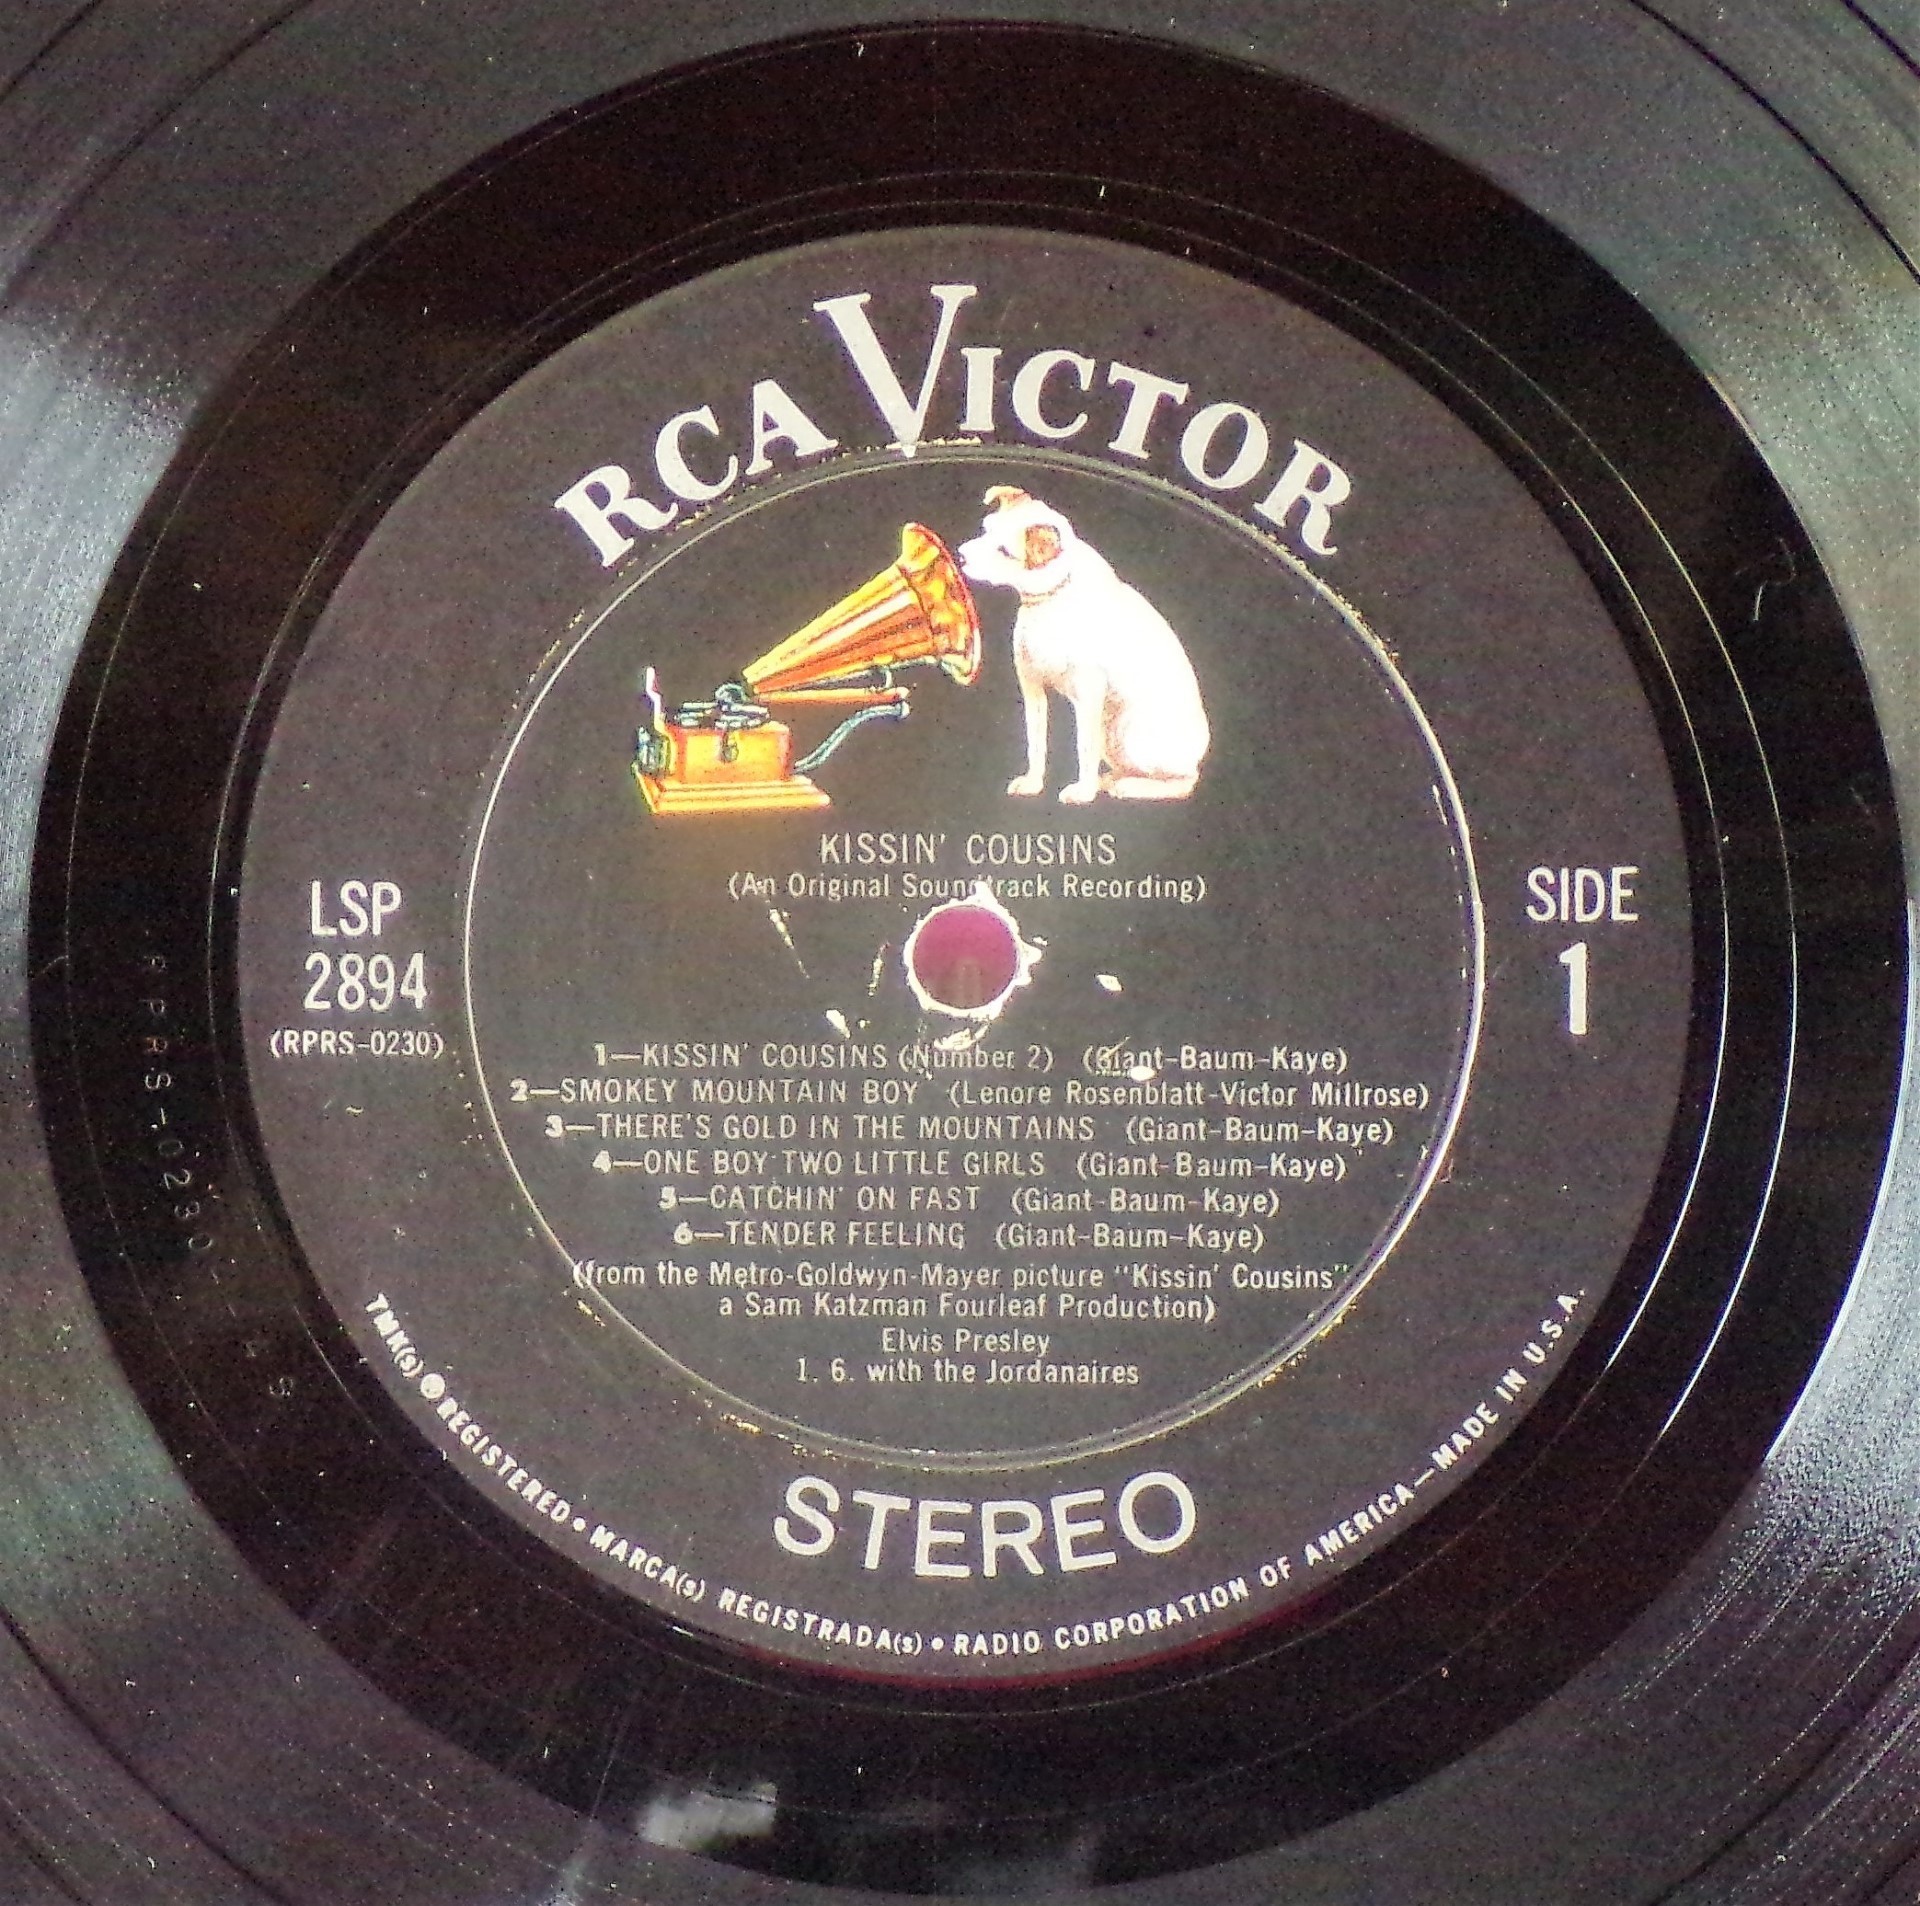 RCA VICTOR
KISSIN' COUSINS
(An Original Soundtrack Recording)
LSP
2894
(RPRS-0230)
SIDE
1
1—KISSIN' COUSINS (Number 2) (Giant-Baum-Kaye)
2—SMOKEY MOUNTAIN BOY (Lenore Rosenblatt-Victor Millrose)
3—THERE'S GOLD IN THE MOUNTAINS (Giant-Baum-Kaye)
4—ONE BOY TWO LITTLE GIRLS (Giant-Baum-Kaye)
5—CATCHIN' ON FAST (Giant-Baum-Kaye)
6—TENDER FEELING (Giant-Baum-Kaye)
(from the Metro-Goldwyn-Mayer picture "Kissin' Cousins"
a Sam Katzman Fourleaf Production)
Elvis Presley
1. 6. with the Jordanaires
STEREO
TMK(s) ® REGISTERED • MARCA(s) REGISTRADA(s) • RADIO CORPORATION OF AMERICA—MADE IN U.S.A.
RPRS-0230